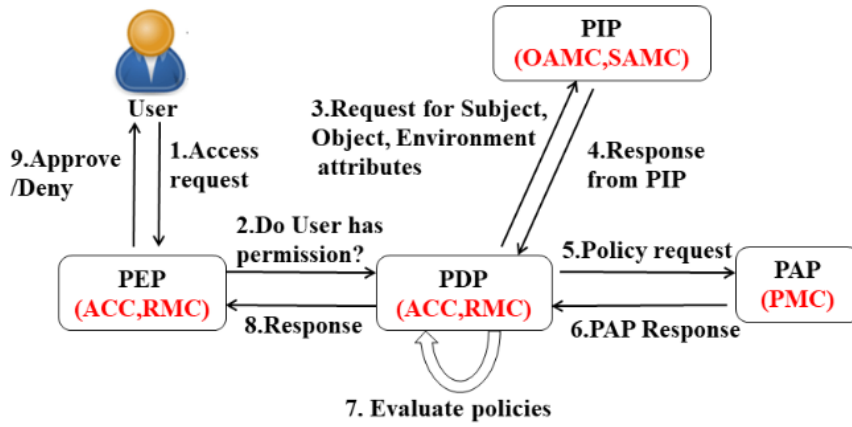 PIP
(OAMC,SAMC)
User
3.Request for Subject,
Object, Environment
attributes
9.Approve
/Deny
1.Access
request
4.Response
from PIP
2.Do User has
permission?
5.Policy request
PEP
(ACC,RMC)
PDP
(ACC,RMC)
PAP
(PMC)
8.Response
6.PAP Response
7. Evaluate policies